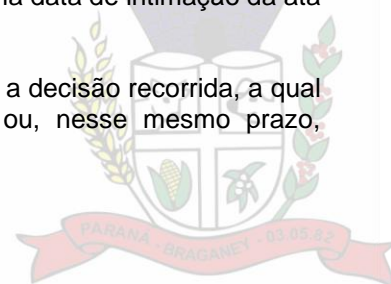 na data de intimação da ata
a decisão recorrida, a qual
ou, nesse mesmo prazo,
PARANÁ - BRAGANEY - 03.05.82